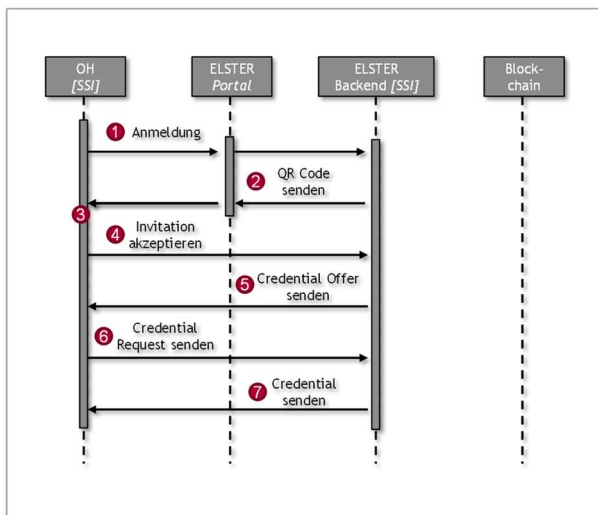 OH
[SSI]
ELSTER
Portal
ELSTER
Backend [SSI]
Block-
chain
1 Anmeldung
2 QR Code
senden
3
4 Invitation
akzeptieren
5 Credential Offer
senden
6 Credential
Request senden
7 Credential
senden